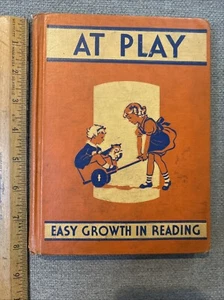 AT PLAY
EASY GROWTH IN READING